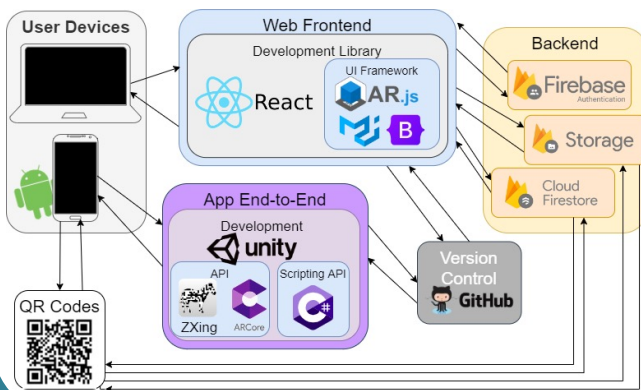 User Devices
Web Frontend
Development Library
React
UI Framework
AR.js
B
Backend
Firebase
Authentication
Storage
Cloud
Firestore
App End-to-End
Development
unity
API
ZXing
ARCore
Scripting API
C#
Version
Control
GitHub
QR Codes